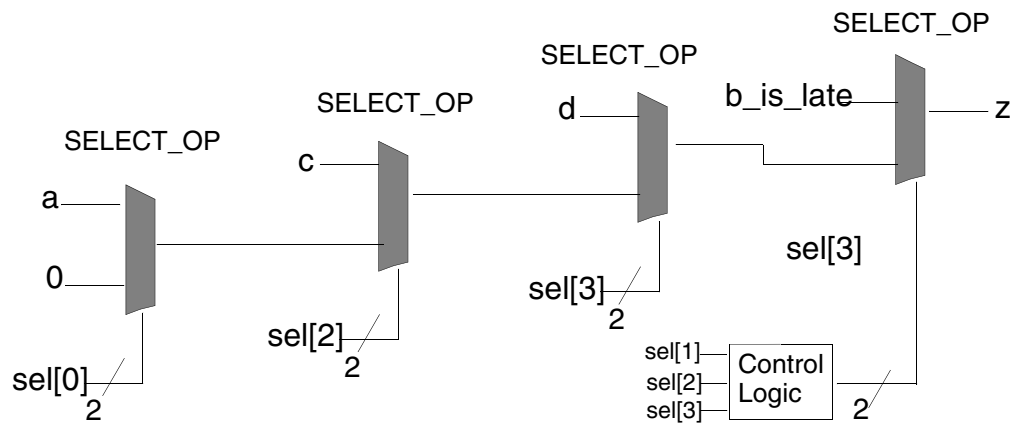 SELECT_OP
SELECT_OP
SELECT_OP
SELECT_OP
b_is_late
z
d
c
a
0
sel[3]
sel[3]
2
sel[2]
2
sel[0]
2
sel[1]
sel[2]
sel[3]
Control
Logic
2